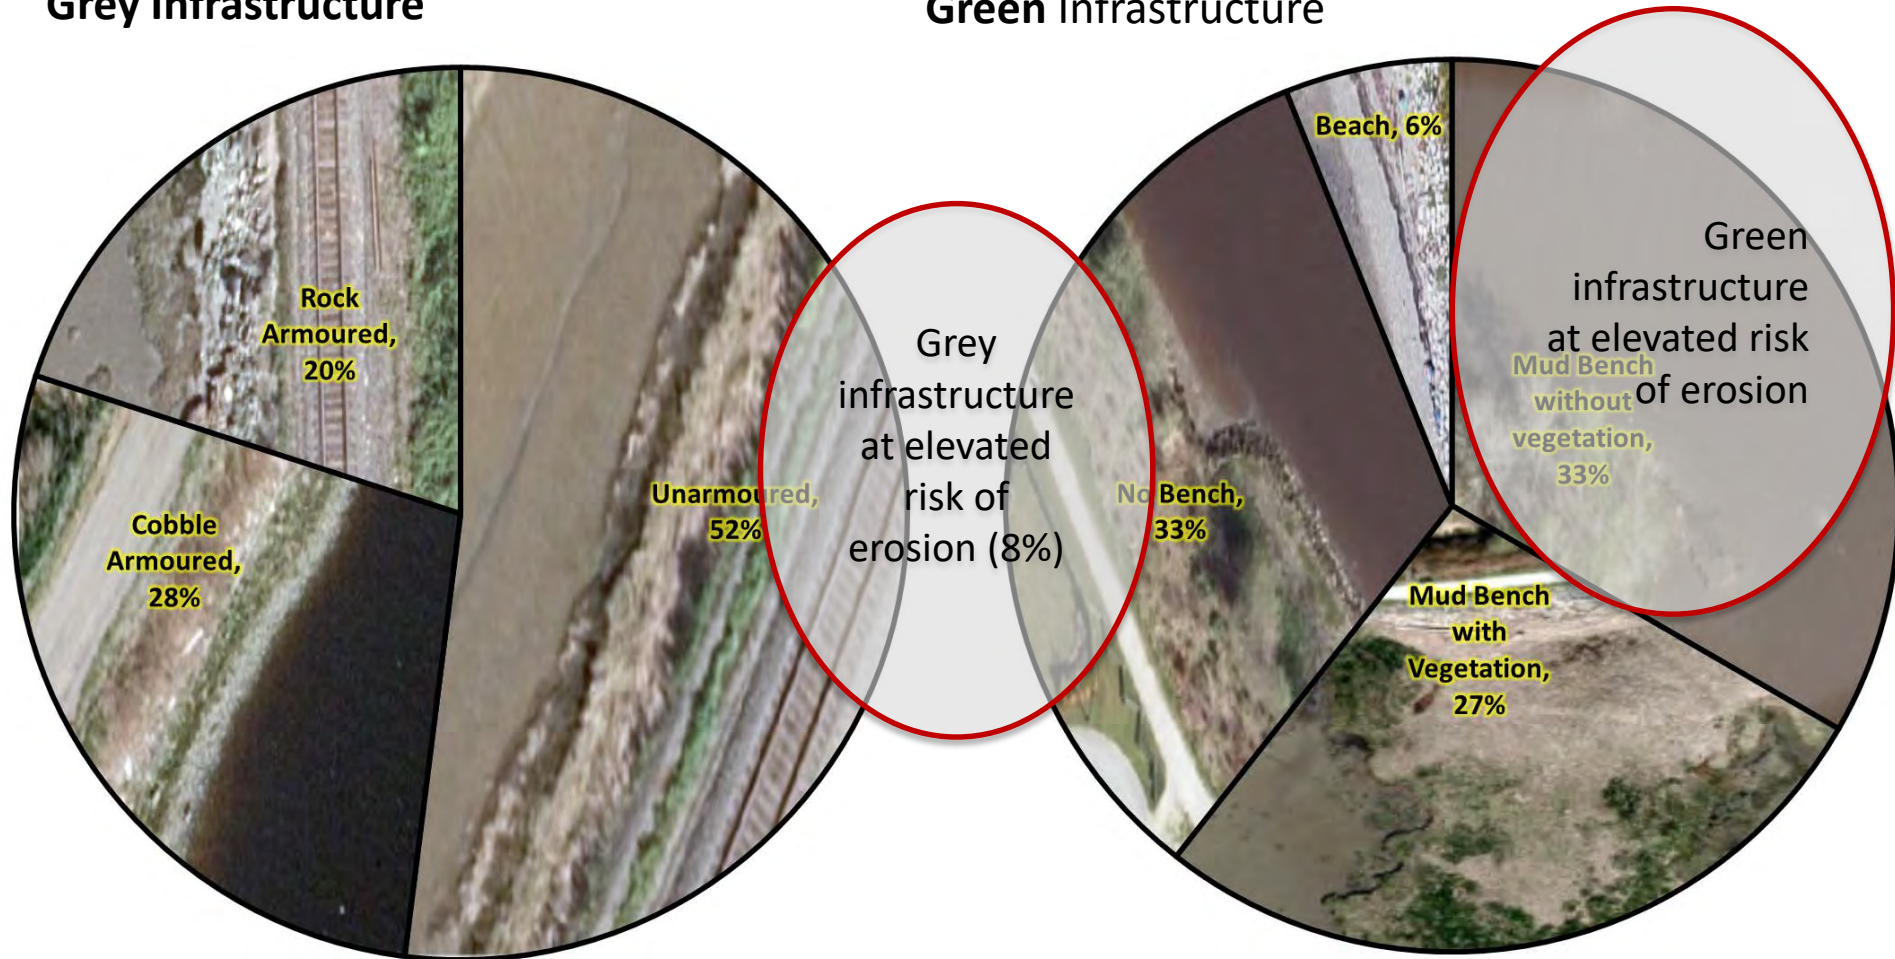 Grey Infrastructure
Green Infrastructure
Rock
Armoured,
20%
Cobble
Armoured,
28%
Unarmoured,
52%
Grey
infrastructure
at elevated
risk of
erosion (8%)
Beach, 6%
No Bench,
33%
Green
infrastructure
at elevated risk
of erosion
Mud Bench
without
vegetation,
33%
Mud Bench
with
Vegetation,
27%